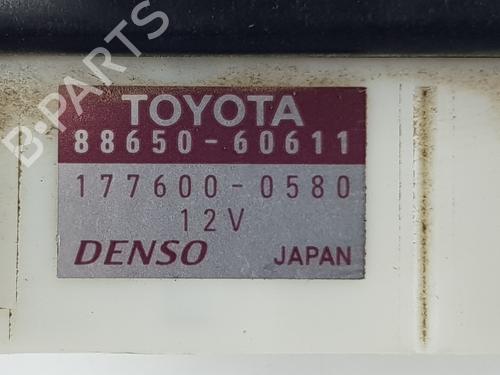 TOYOTA
88650-60611
177600-0580
12V
DENSO JAPAN
B-PARTS